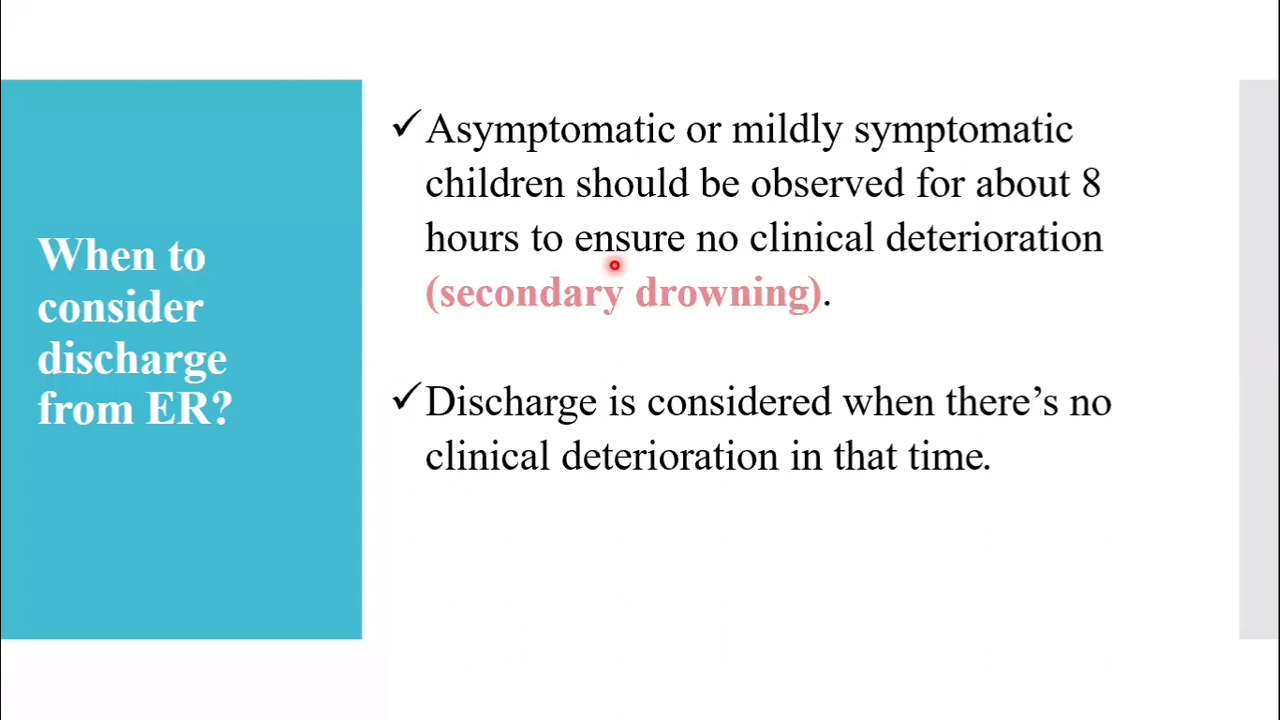 When to
consider
discharge
from ER?
✓Asymptomatic or mildly symptomatic
children should be observed for about 8
hours to ensure no clinical deterioration
(secondary drowning).
✓Discharge is considered when there’s no
clinical deterioration in that time.